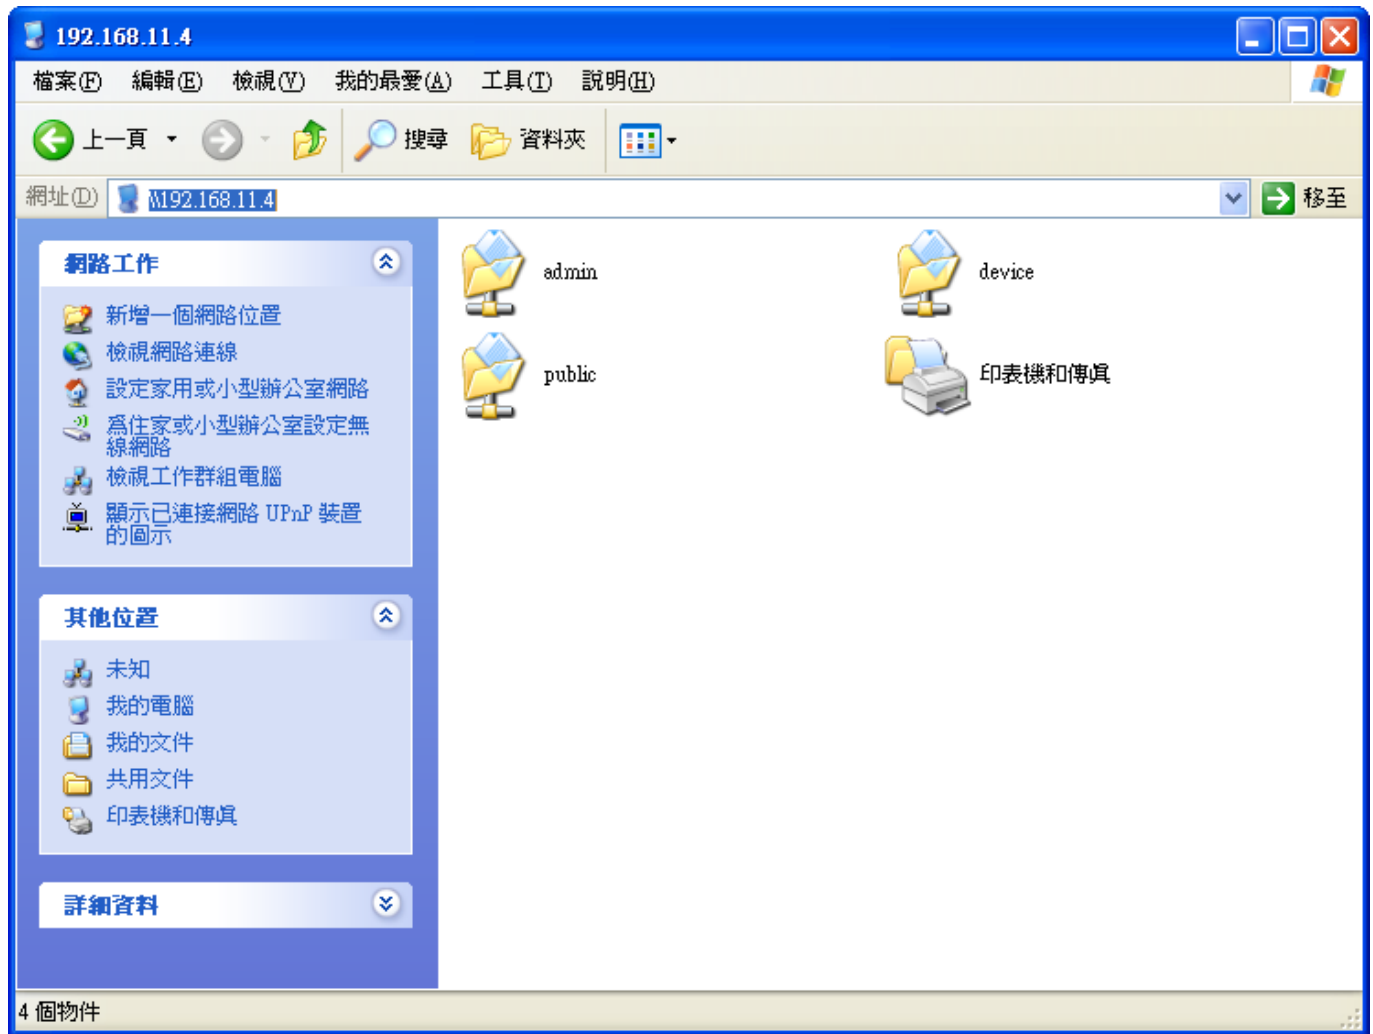 192.168.11.4
檔案(F) 編輯(E) 檢視(V) 我的最愛(A) 工具(T) 說明(H)
上一頁 搜尋 資料夾
網址(D) \\192.168.11.4 移至
網路工作
新增一個網路位置
檢視網路連線
設定家用或小型辦公室網路
為住家或小型辦公室設定無
線網路
檢視工作群組電腦
顯示已連接網路 UPnP 裝置
的圖示
其他位置
未知
我的電腦
我的文件
共用文件
印表機和傳真
詳細資料
admin
device
public
印表機和傳真
4 個物件